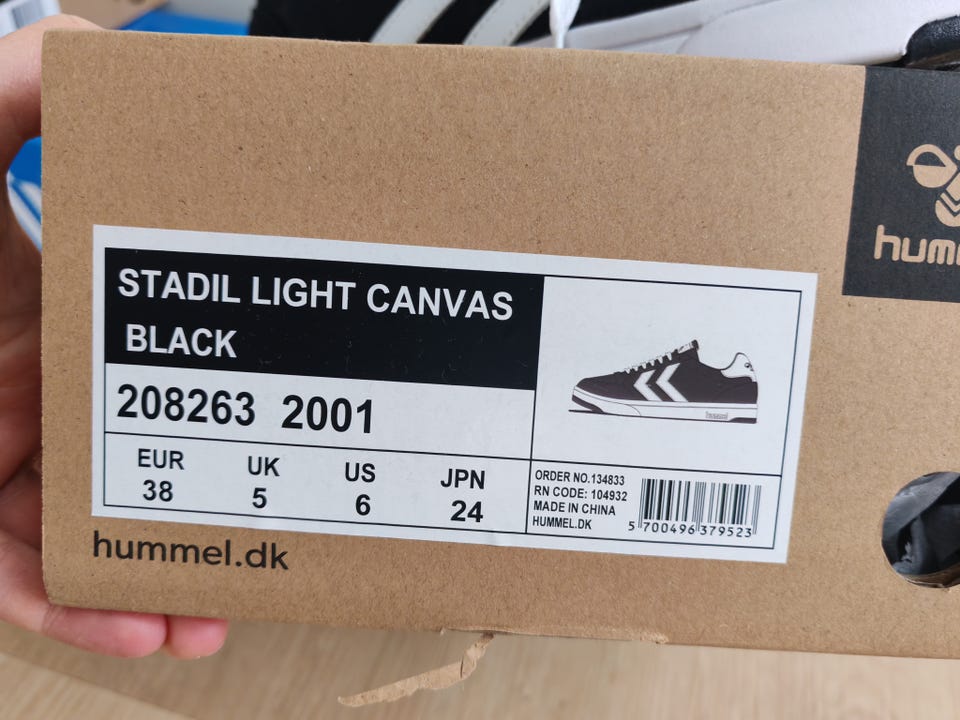 STADIL LIGHT CANVAS
BLACK
208263 2001
EUR UK US JPN
38 5 6 24
ORDER NO.134833
RN CODE: 104932
MADE IN CHINA
HUMMEL.DK
5 700496 379523
hummel
hummel.dk